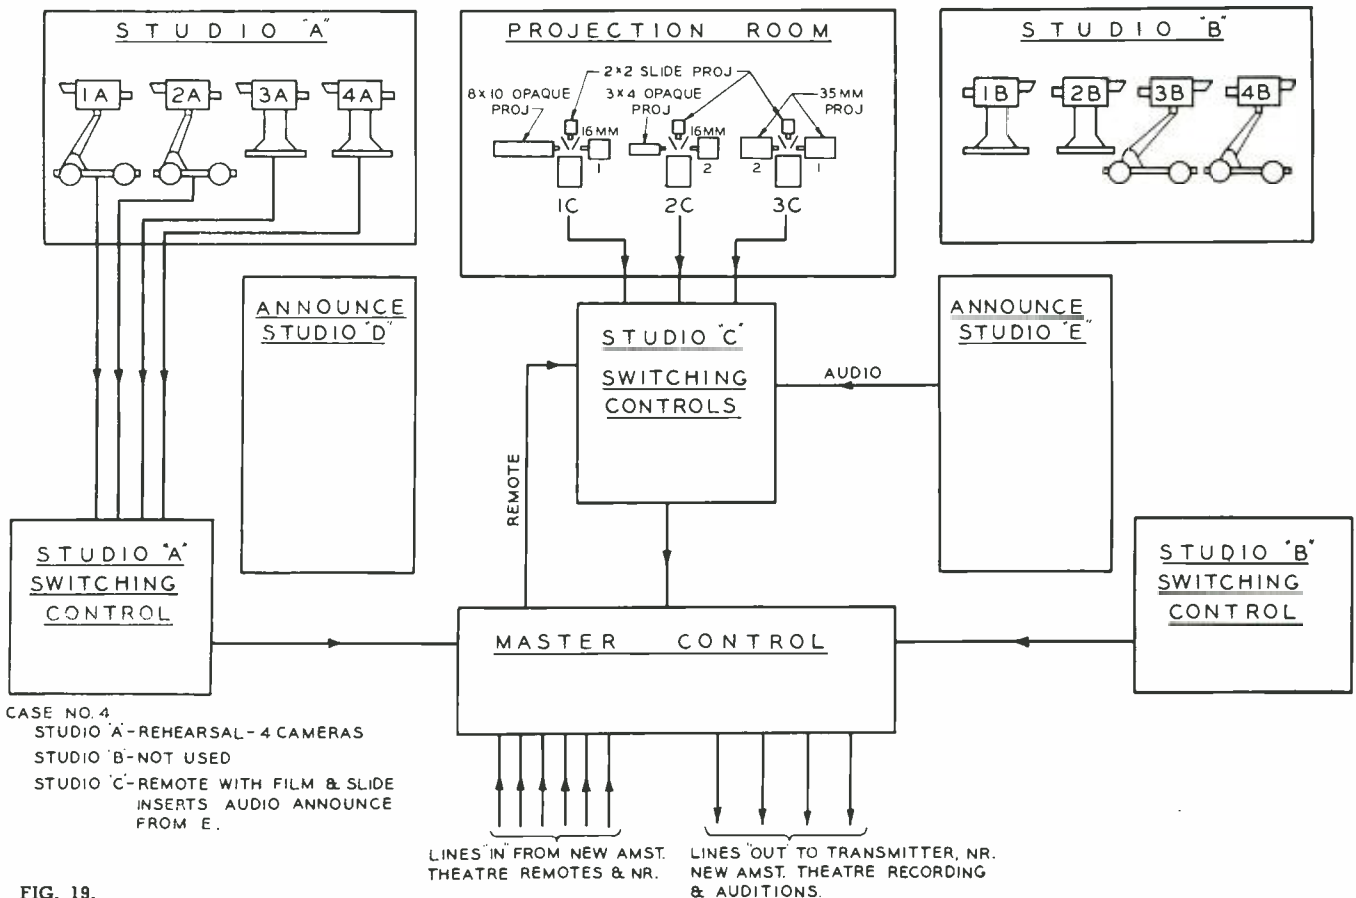 STUDIO "A"
1A 2A 3A 4A
PROJECTION ROOM
2×2 SLIDE PROJ
8×10 OPAQUE
PROJ
3×4 OPAQUE
PROJ
35MM
PROJ
16MM
16MM
1
2
2
1
1C
2C
3C
STUDIO "B"
1B 2B 3B 4B
ANNOUNCE
STUDIO "D"
STUDIO "C"
SWITCHING
CONTROLS
ANNOUNCE
STUDIO "E"
AUDIO
REMOTE
STUDIO "A"
SWITCHING
CONTROL
MASTER CONTROL
STUDIO "B"
SWITCHING
CONTROL
CASE NO. 4
STUDIO "A"-REHEARSAL-4 CAMERAS
STUDIO "B"-NOT USED
STUDIO "C"-REMOTE WITH FILM & SLIDE
INSERTS AUDIO ANNOUNCE
FROM E.
LINES "IN" FROM NEW AMST.
THEATRE REMOTES & NR.
LINES "OUT" TO TRANSMITTER, NR.
NEW AMST. THEATRE RECORDING
& AUDITIONS.
FIG. 19.